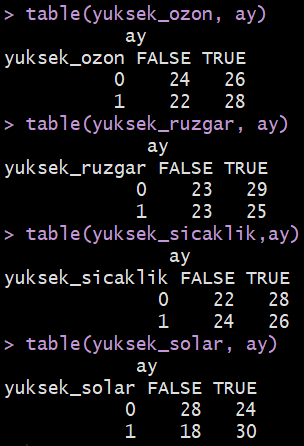 > table(yuksek_ozon, ay)
ay
yuksek_ozon FALSE TRUE
0 24 26
1 22 28
> table(yuksek_ruzgar, ay)
ay
yuksek_ruzgar FALSE TRUE
0 23 29
1 23 25
> table(yuksek_sicaklik,ay)
ay
yuksek_sicaklik FALSE TRUE
0 22 28
1 24 26
> table(yuksek_solar, ay)
ay
yuksek_solar FALSE TRUE
0 28 24
1 18 30